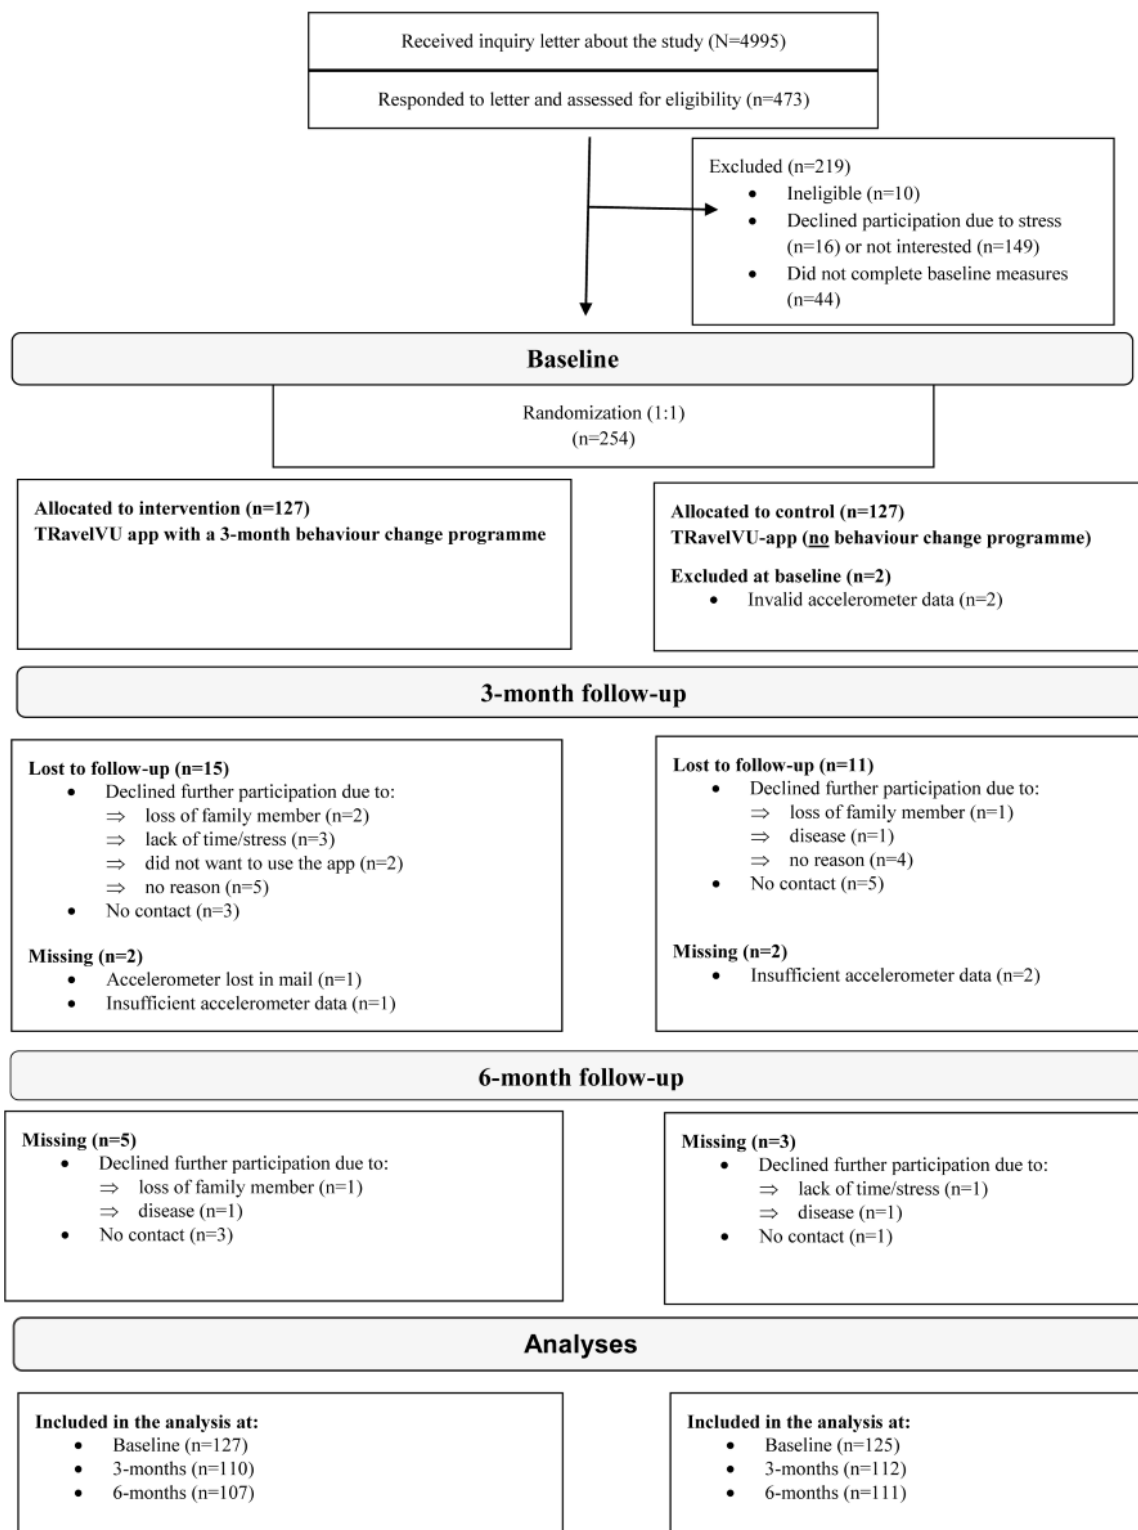 Received inquiry letter about the study (N=4995)
Responded to letter and assessed for eligibility (n=473)
Excluded (n=219)
• Ineligible (n=10)
• Declined participation due to stress
(n=16) or not interested (n=149)
• Did not complete baseline measures
(n=44)
Baseline
Randomization (1:1)
(n=254)
Allocated to intervention (n=127)
TRavelVU app with a 3-month behaviour change programme
Allocated to control (n=127)
TRavelVU-app (no behaviour change programme)
Excluded at baseline (n=2)
• Invalid accelerometer data (n=2)
3-month follow-up
Lost to follow-up (n=15)
• Declined further participation due to:
⇒ loss of family member (n=2)
⇒ lack of time/stress (n=3)
⇒ did not want to use the app (n=2)
⇒ no reason (n=5)
• No contact (n=3)
Missing (n=2)
• Accelerometer lost in mail (n=1)
• Insufficient accelerometer data (n=1)
Lost to follow-up (n=11)
• Declined further participation due to:
⇒ loss of family member (n=1)
⇒ disease (n=1)
⇒ no reason (n=4)
• No contact (n=5)
Missing (n=2)
• Insufficient accelerometer data (n=2)
6-month follow-up
Missing (n=5)
• Declined further participation due to:
⇒ loss of family member (n=1)
⇒ disease (n=1)
• No contact (n=3)
Missing (n=3)
• Declined further participation due to:
⇒ lack of time/stress (n=1)
⇒ disease (n=1)
• No contact (n=1)
Analyses
Included in the analysis at:
• Baseline (n=127)
• 3-months (n=110)
• 6-months (n=107)
Included in the analysis at:
• Baseline (n=125)
• 3-months (n=112)
• 6-months (n=111)